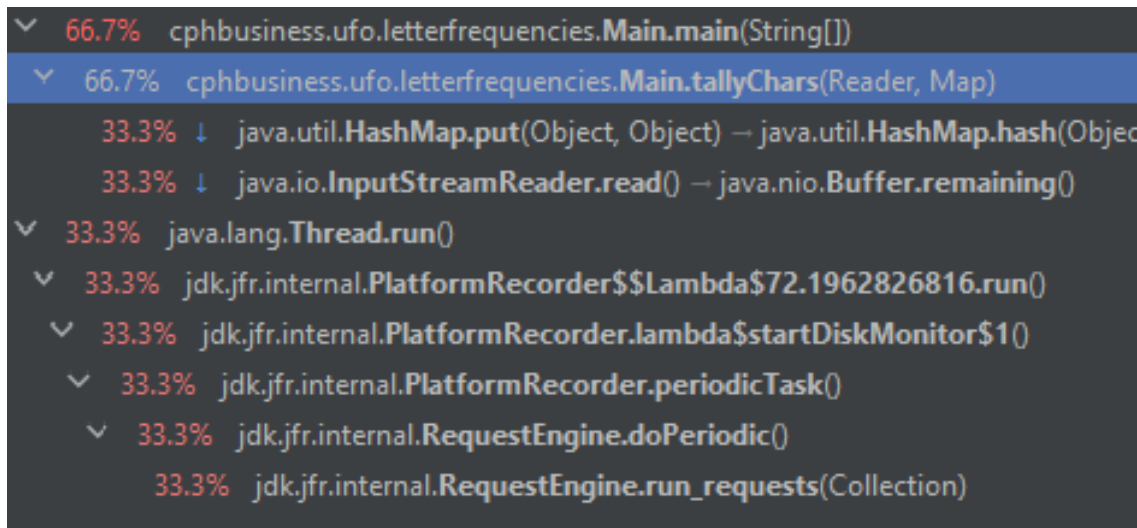 66.7% cphbusiness.ufo.letterfrequencies.Main.main(String[])
66.7% cphbusiness.ufo.letterfrequencies.Main.tallyChars(Reader, Map)
33.3% ↓ java.util.HashMap.put(Object, Object) → java.util.HashMap.hash(Objec
33.3% ↓ java.io.InputStreamReader.read() → java.nio.Buffer.remaining()
33.3% java.lang.Thread.run()
33.3% jdk.jfr.internal.PlatformRecorder$$Lambda$72.1962826816.run()
33.3% jdk.jfr.internal.PlatformRecorder.lambda$startDiskMonitor$1()
33.3% jdk.jfr.internal.PlatformRecorder.periodicTask()
33.3% jdk.jfr.internal.RequestEngine.doPeriodic()
33.3% jdk.jfr.internal.RequestEngine.run_requests(Collection)